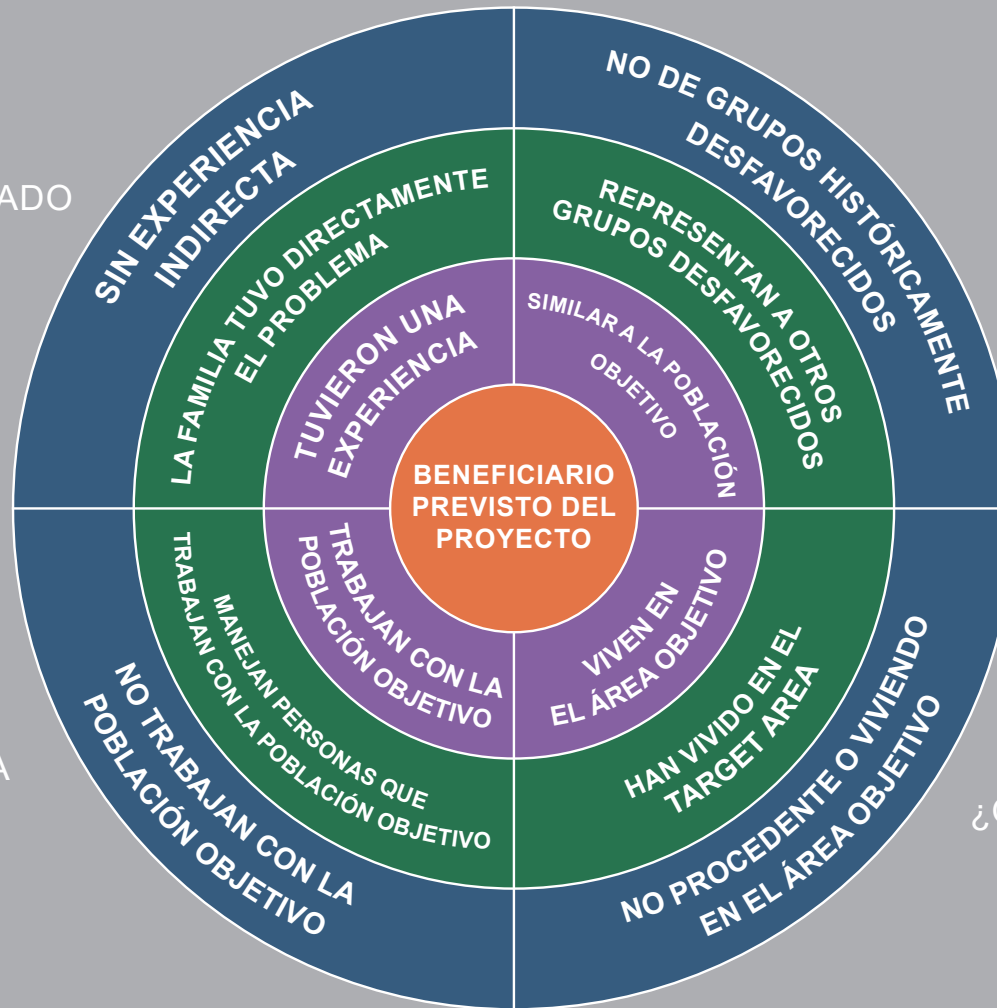 SIN EXPERIENCIA
INDIRECTA
LA FAMILIA TUVO DIRECTAMENTE
EL PROBLEMA
TUVIERON UNA
EXPERIENCIA
NO DE GRUPOS HISTÓRICAMENTE
DESFAVORECIDOS
REPRESENTAN A OTROS
GRUPOS DESFAVORECIDOS
SIMILAR A LA POBLACIÓN
OBJETIVO
BENEFICIARIO
PREVISTO DEL
PROYECTO
TRABAJAN CON LA
POBLACIÓN OBJETIVO
MANEJAN PERSONAS QUE
TRABAJAN CON LA POBLACIÓN OBJETIVO
NO TRABAJAN CON LA
POBLACIÓN OBJETIVO
VIVEN EN
EL ÁREA OBJETIVO
HAN VIVIDO EN EL
TARGET AREA
NO PROCEDENTE O VIVIENDO
EN EL ÁREA OBJETIVO